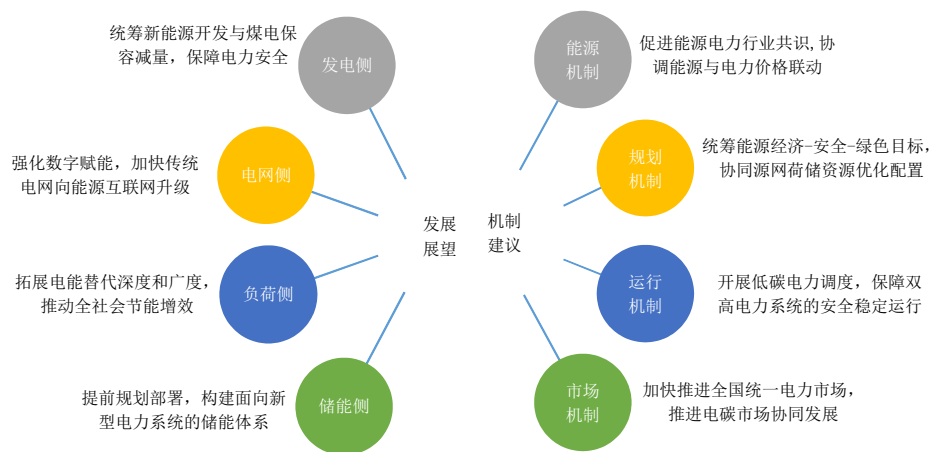 统筹新能源开发与煤电保
容减量，保障电力安全
发电侧
强化数字赋能，加快传统
电网向能源互联网升级
电网侧
拓展电能替代深度和广度，
推动全社会节能增效
负荷侧
提前规划部署，构建面向新
型电力系统的储能体系
储能侧
发展
展望
机制
建议
能源
机制
促进能源电力行业共识,协
调能源与电力价格联动
规划
机制
统筹能源经济-安全-绿色目标，
协同源网荷储资源优化配置
运行
机制
开展低碳电力调度，保障双
高电力系统的安全稳定运行
市场
机制
加快推进全国统一电力市场，
推进电碳市场协同发展